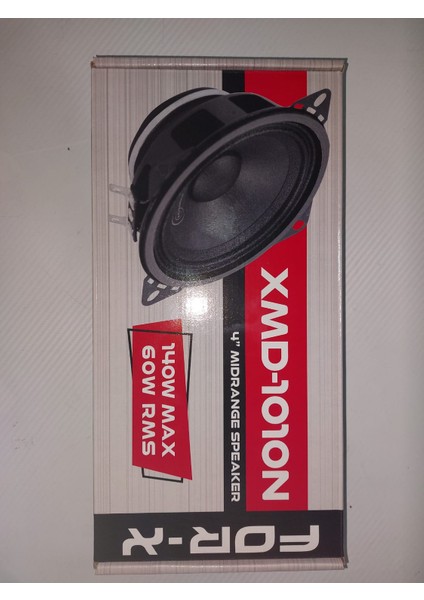 XMD-1010N
4" MIDRANGE SPEAKER
140W MAX
60W RMS
FOR-X